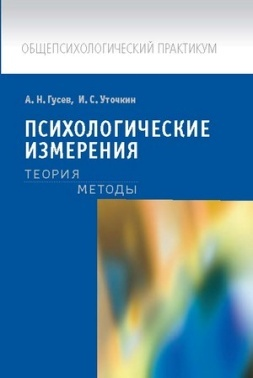 ОБЩЕПСИХОЛОГИЧЕСКИЙ ПРАКТИКУМ
А. Н. Гусев, И. С. Уточкин
ПСИХОЛОГИЧЕСКИЕ
ИЗМЕРЕНИЯ
ТЕОРИЯ
МЕТОДЫ